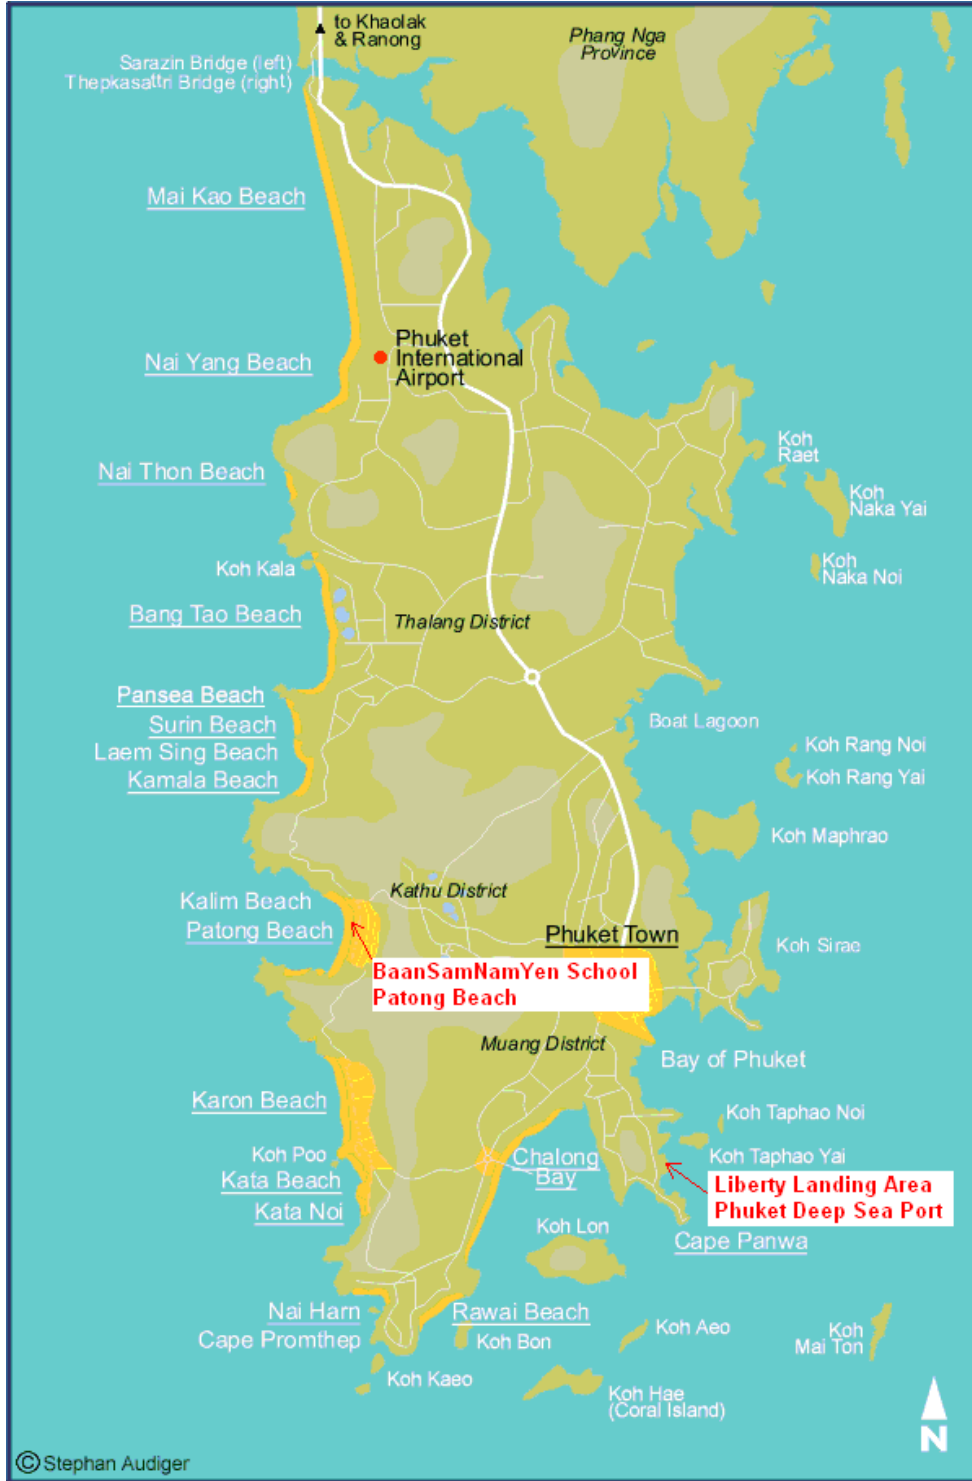 to Khaolak
& Ranong
Phang Nga
Province
Sarazin Bridge (left)
Thepkasattri Bridge (right)
Mai Kao Beach
Phuket
International
Airport
Nai Yang Beach
Koh
Raet
Nai Thon Beach
Koh
Naka Yai
Koh Kala
Koh
Naka Noi
Bang Tao Beach
Thalang District
Pansea Beach
Surin Beach
Boat Lagoon
Laem Sing Beach
Koh Rang Noi
Kamala Beach
Koh Rang Yai
Koh Maphrao
Kathu District
Kalim Beach
Patong Beach
Phuket Town
Koh Sirae
BaanSamNamYen School
Patong Beach
Muang District
Bay of Phuket
Karon Beach
Koh Taphao Noi
Koh Poo
Chalong
Bay
Koh Taphao Yai
Kata Beach
Liberty Landing Area
Phuket Deep Sea Port
Kata Noi
Koh Lon
Cape Panwa
Nai Harn
Rawai Beach
Cape Promthep
Koh Bon
Koh Aeo
Koh
Mai Ton
Koh Kaeo
Koh Hae
(Coral Island)
N
© Stephan Audiger